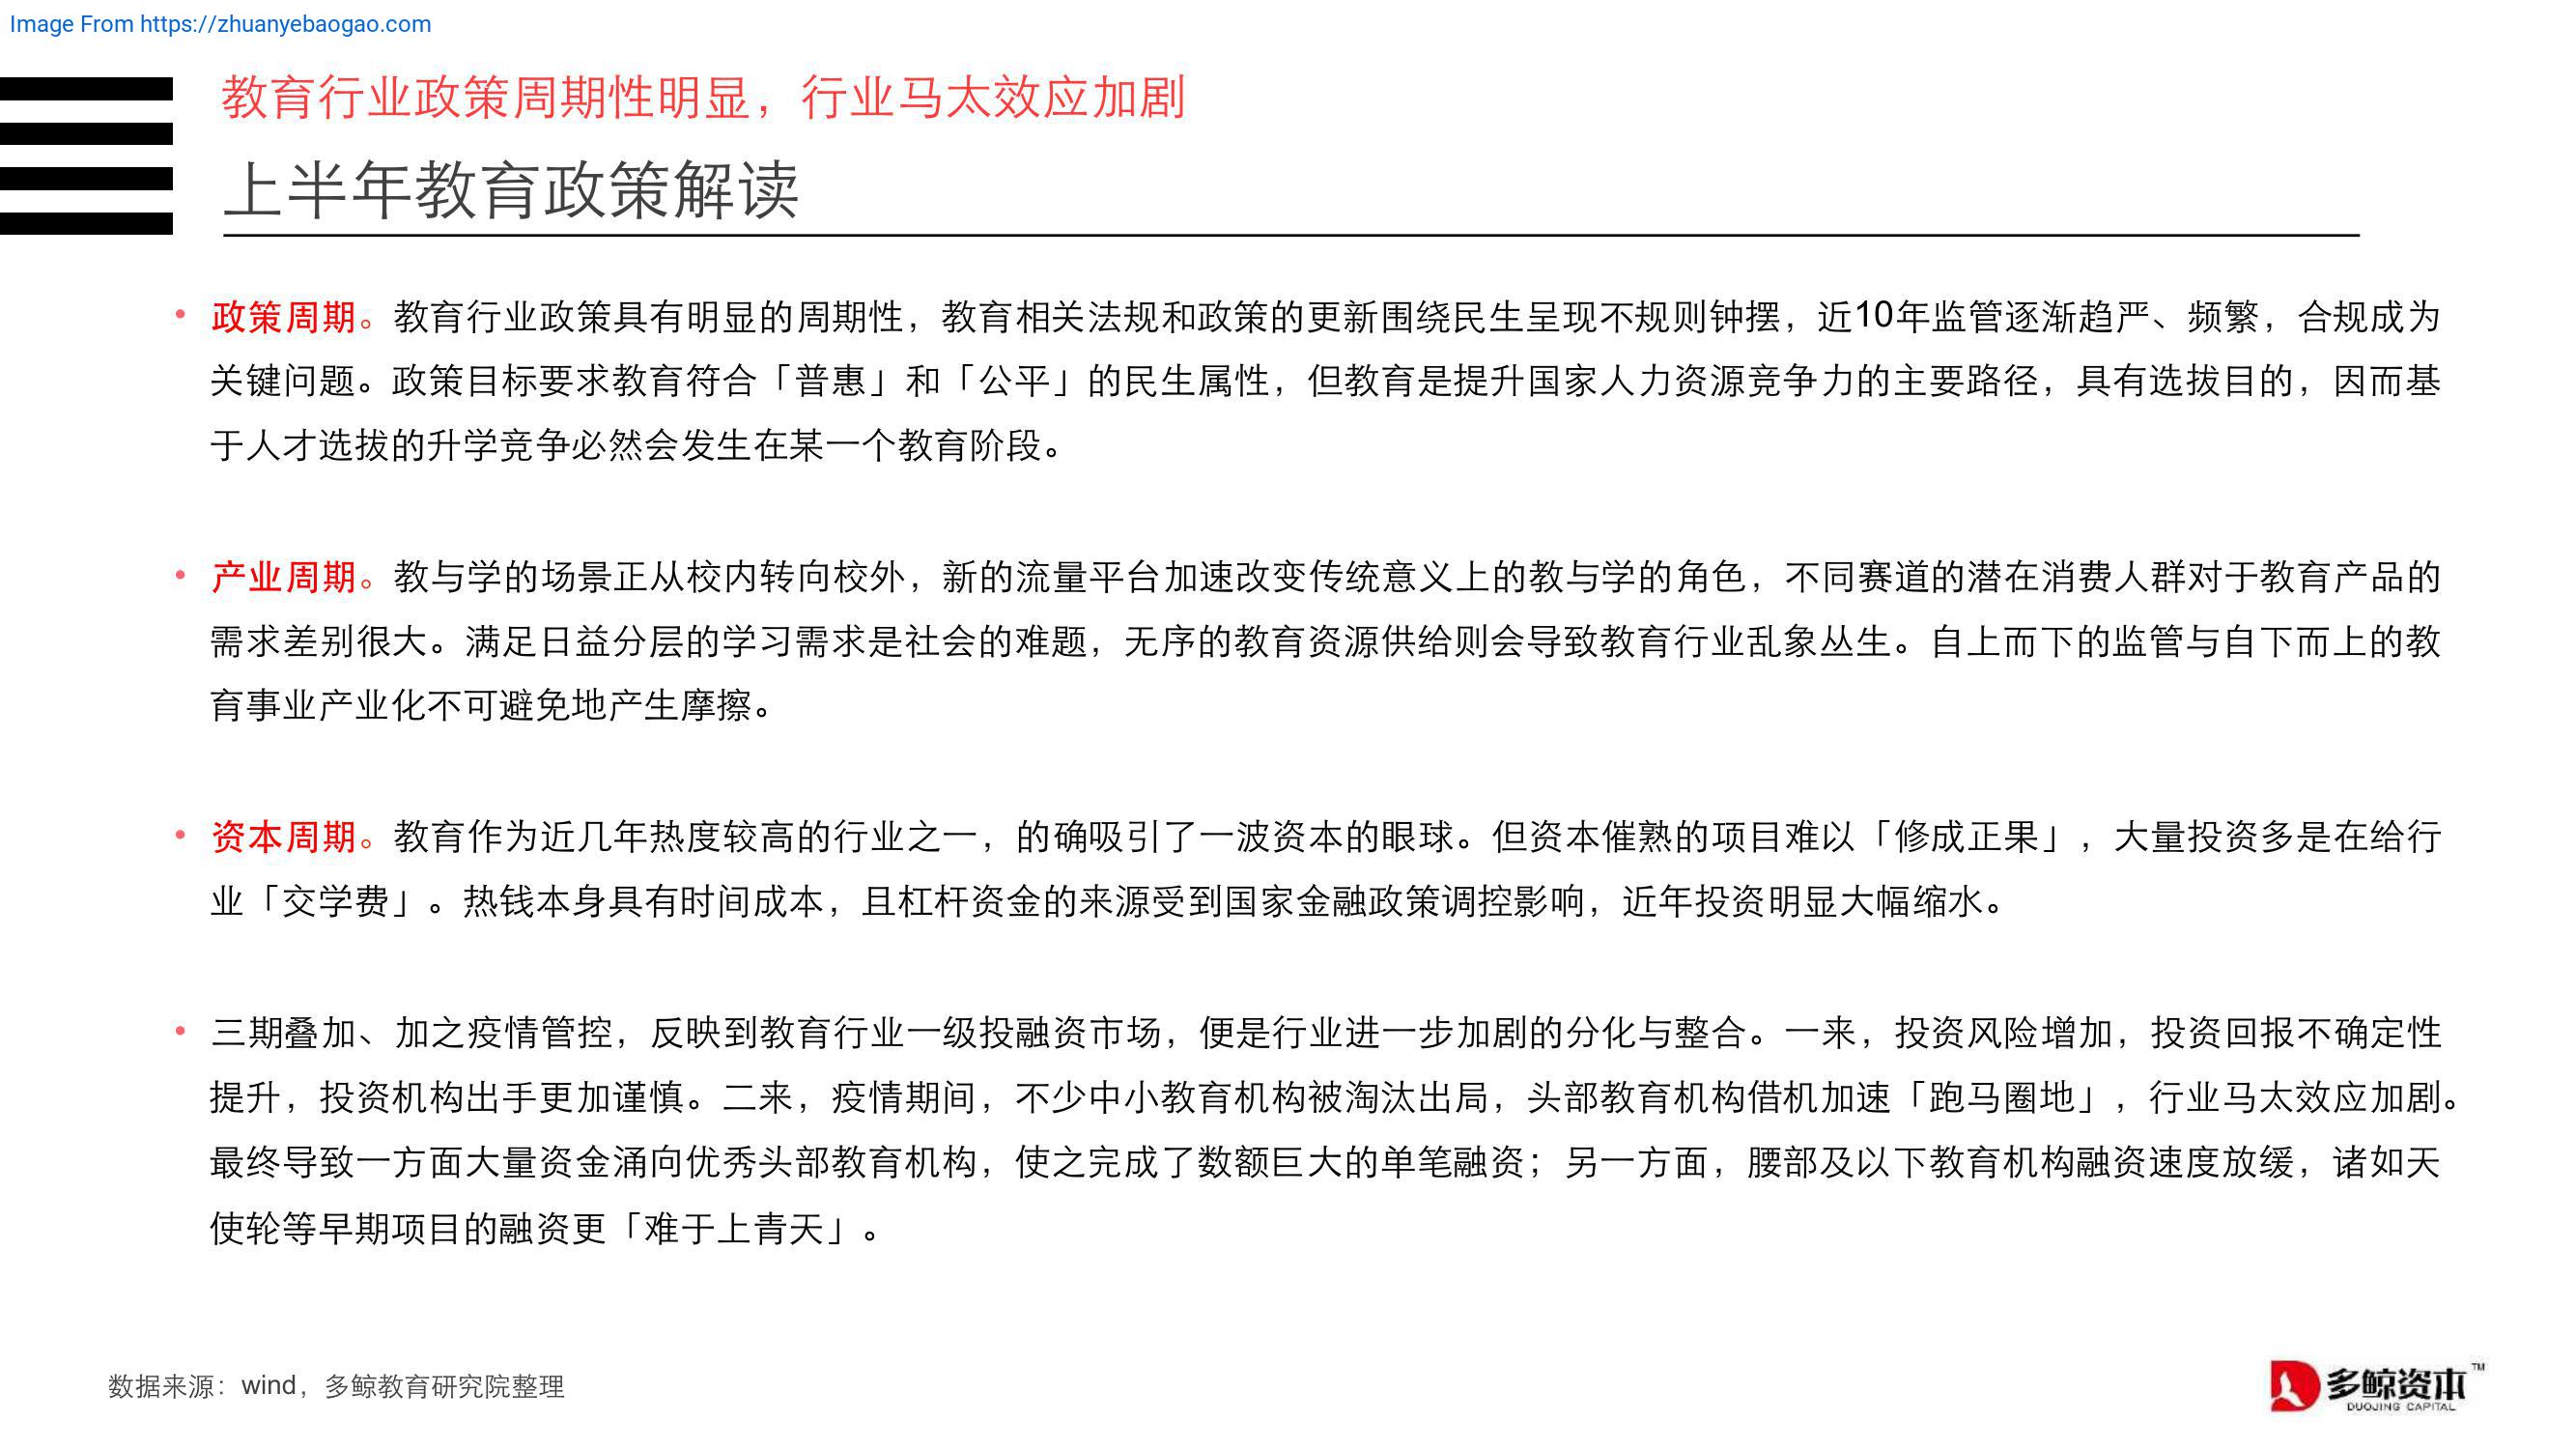 Image From https://zhuanyebaogao.com
教育行业政策周期性明显，行业马太效应加剧
上半年教育政策解读
• 政策周期。教育行业政策具有明显的周期性，教育相关法规和政策的更新围绕民生呈现不规则钟摆，近10年监管逐渐趋严、频繁，合规成为
关键问题。政策目标要求教育符合「普惠」和「公平」的民生属性，但教育是提升国家人力资源竞争力的主要路径，具有选拔目的，因而基
于人才选拔的升学竞争必然会发生在某一个教育阶段。
• 产业周期。教与学的场景正从校内转向校外，新的流量平台加速改变传统意义上的教与学的角色，不同赛道的潜在消费人群对于教育产品的
需求差别很大。满足日益分层的学习需求是社会的难题，无序的教育资源供给则会导致教育行业乱象丛生。自上而下的监管与自下而上的教
育事业产业化不可避免地产生摩擦。
• 资本周期。教育作为近几年热度较高的行业之一，的确吸引了一波资本的眼球。但资本催熟的项目难以「修成正果」，大量投资多是在给行
业「交学费」。热钱本身具有时间成本，且杠杆资金的来源受到国家金融政策调控影响，近年投资明显大幅缩水。
• 三期叠加、加之疫情管控，反映到教育行业一级投融资市场，便是行业进一步加剧的分化与整合。一来，投资风险增加，投资回报不确定性
提升，投资机构出手更加谨慎。二来，疫情期间，不少中小教育机构被淘汰出局，头部教育机构借机加速「跑马圈地」，行业马太效应加剧。
最终导致一方面大量资金涌向优秀头部教育机构，使之完成了数额巨大的单笔融资；另一方面，腰部及以下教育机构融资速度放缓，诸如天
使轮等早期项目的融资更「难于上青天」。
数据来源：wind，多鲸教育研究院整理
多鲸资本™
DUOJING CAPITAL